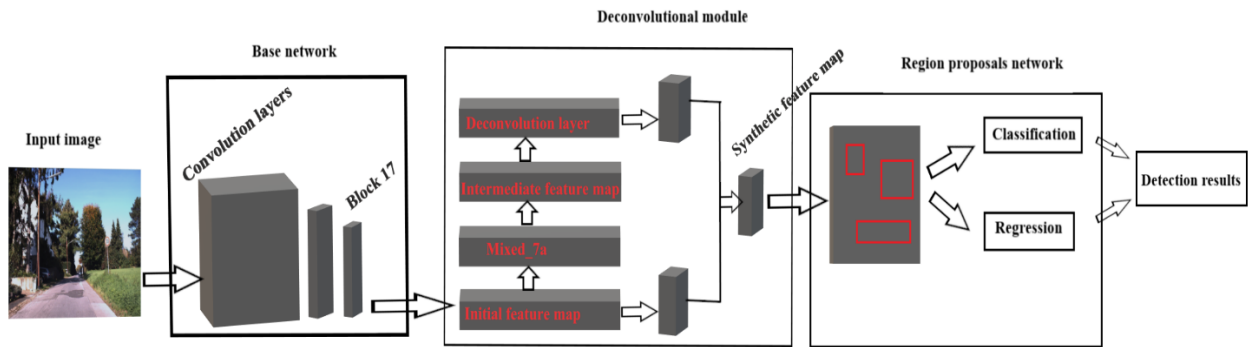 Deconvolutional module
Base network
Region proposals network
Input image
Convolution layers
Block 17
Deconvolution layer
Intermediate feature map
Mixed_7a
Initial feature map
Synthetic feature map
Classification
Regression
Detection results